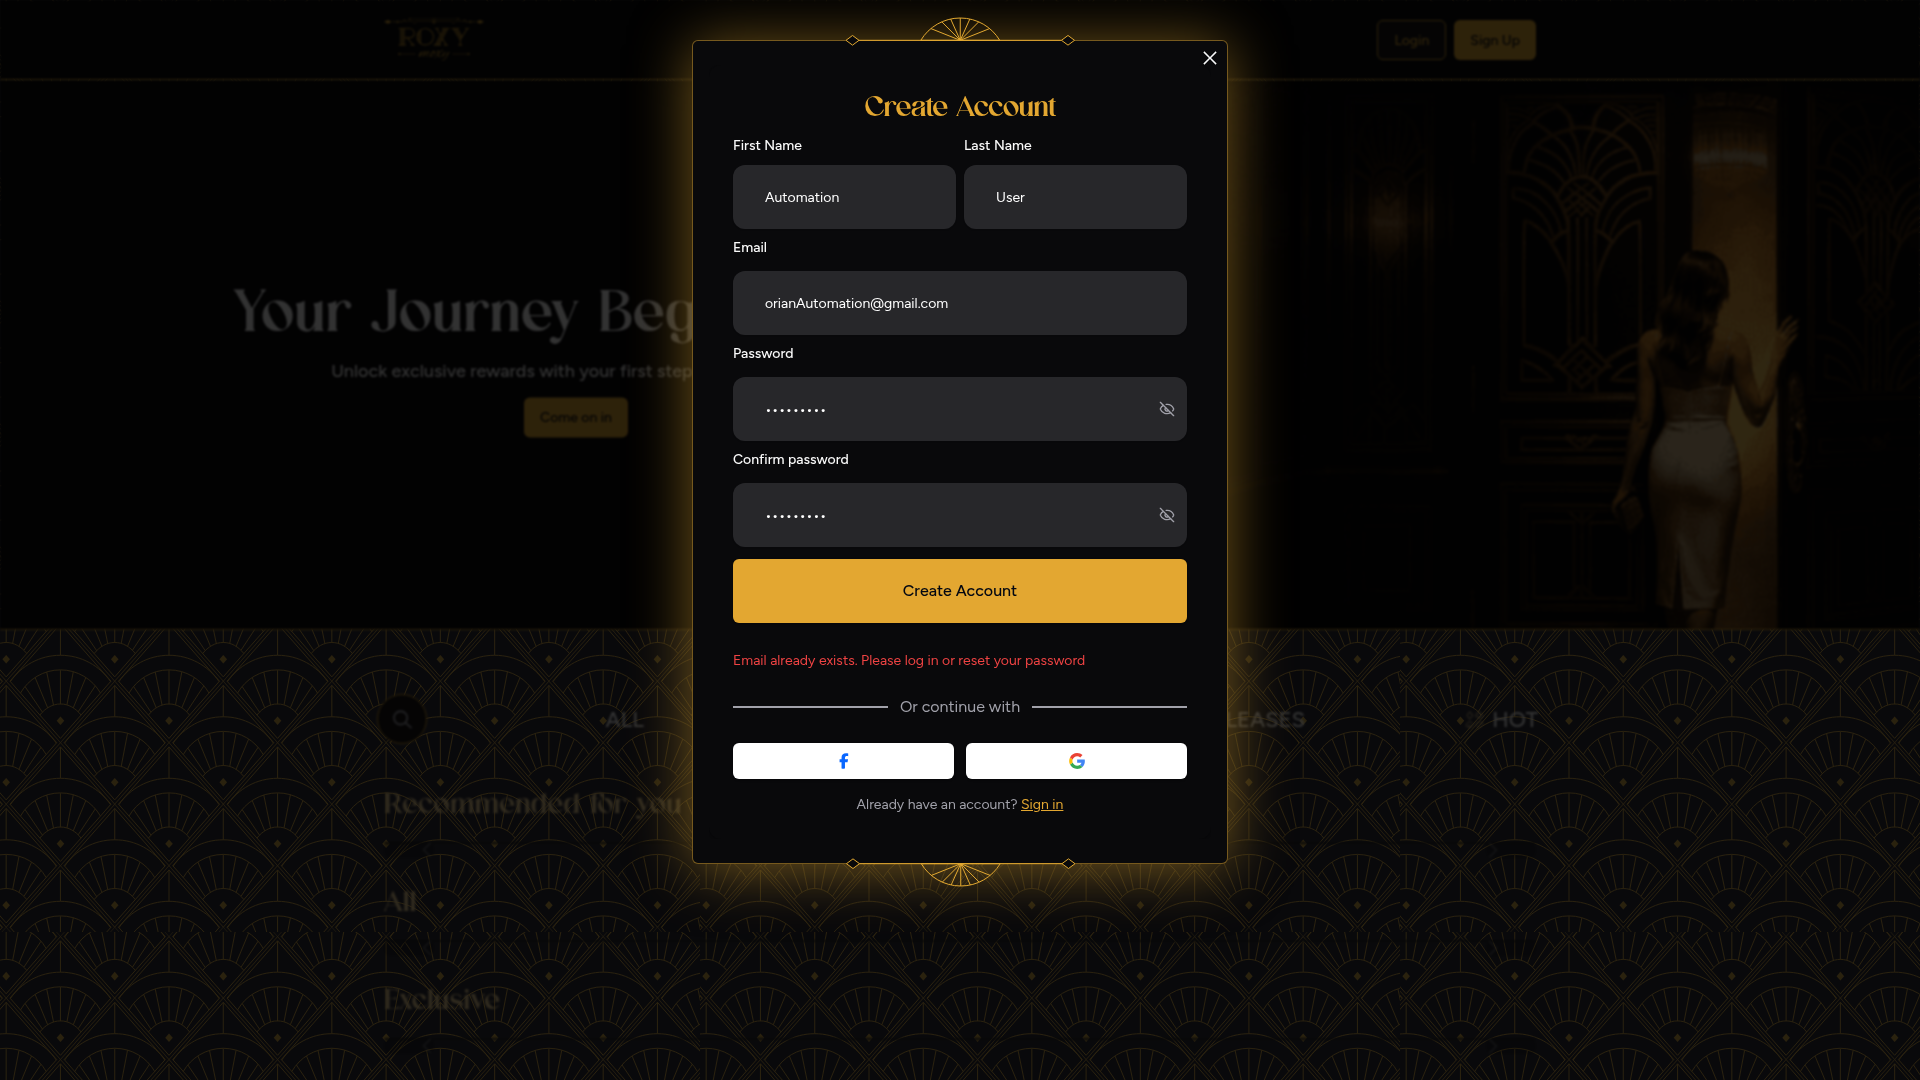 ROXY
Login
Sign Up
Create Account
First Name
Last Name
Automation
User
Email
orianAutomation@gmail.com
Password
•••••••••
Confirm password
•••••••••
Create Account
Email already exists. Please log in or reset your password
Or continue with
Already have an account? Sign in
Your Journey Beg
Unlock exclusive rewards with your first step
Come on in
ALL
LEASES
HOT
Recommended for you
All
Exclusive